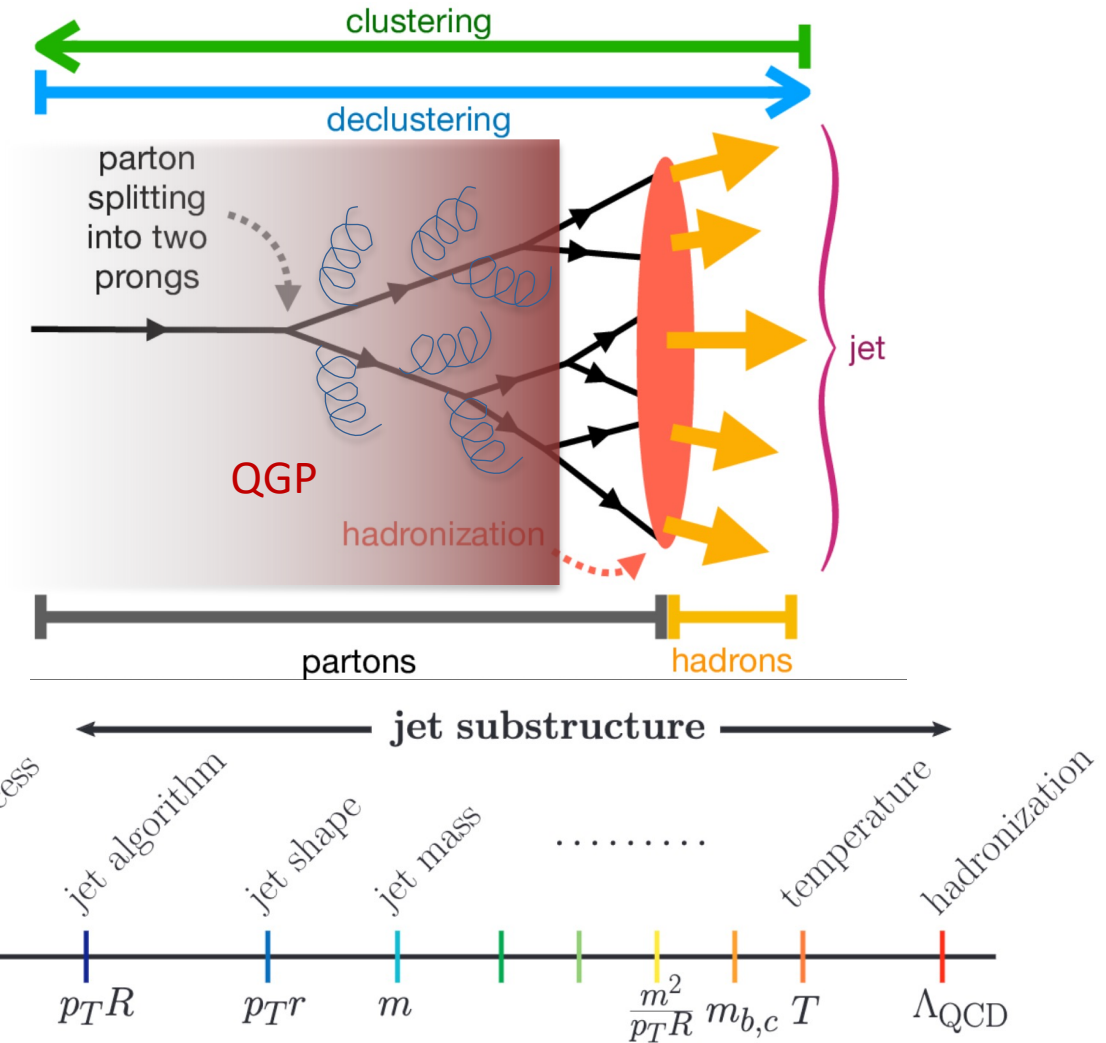 clustering
declustering
parton
splitting
into two
prongs
QGP
hadronization
jet
partons
hadrons
jet substructure
jet algorithm
jet shape
jet mass
.........
temperature
hadronization
p_T R
p_T r
m
m^2/p_T R
m_{b,c}
T
Λ_QCD